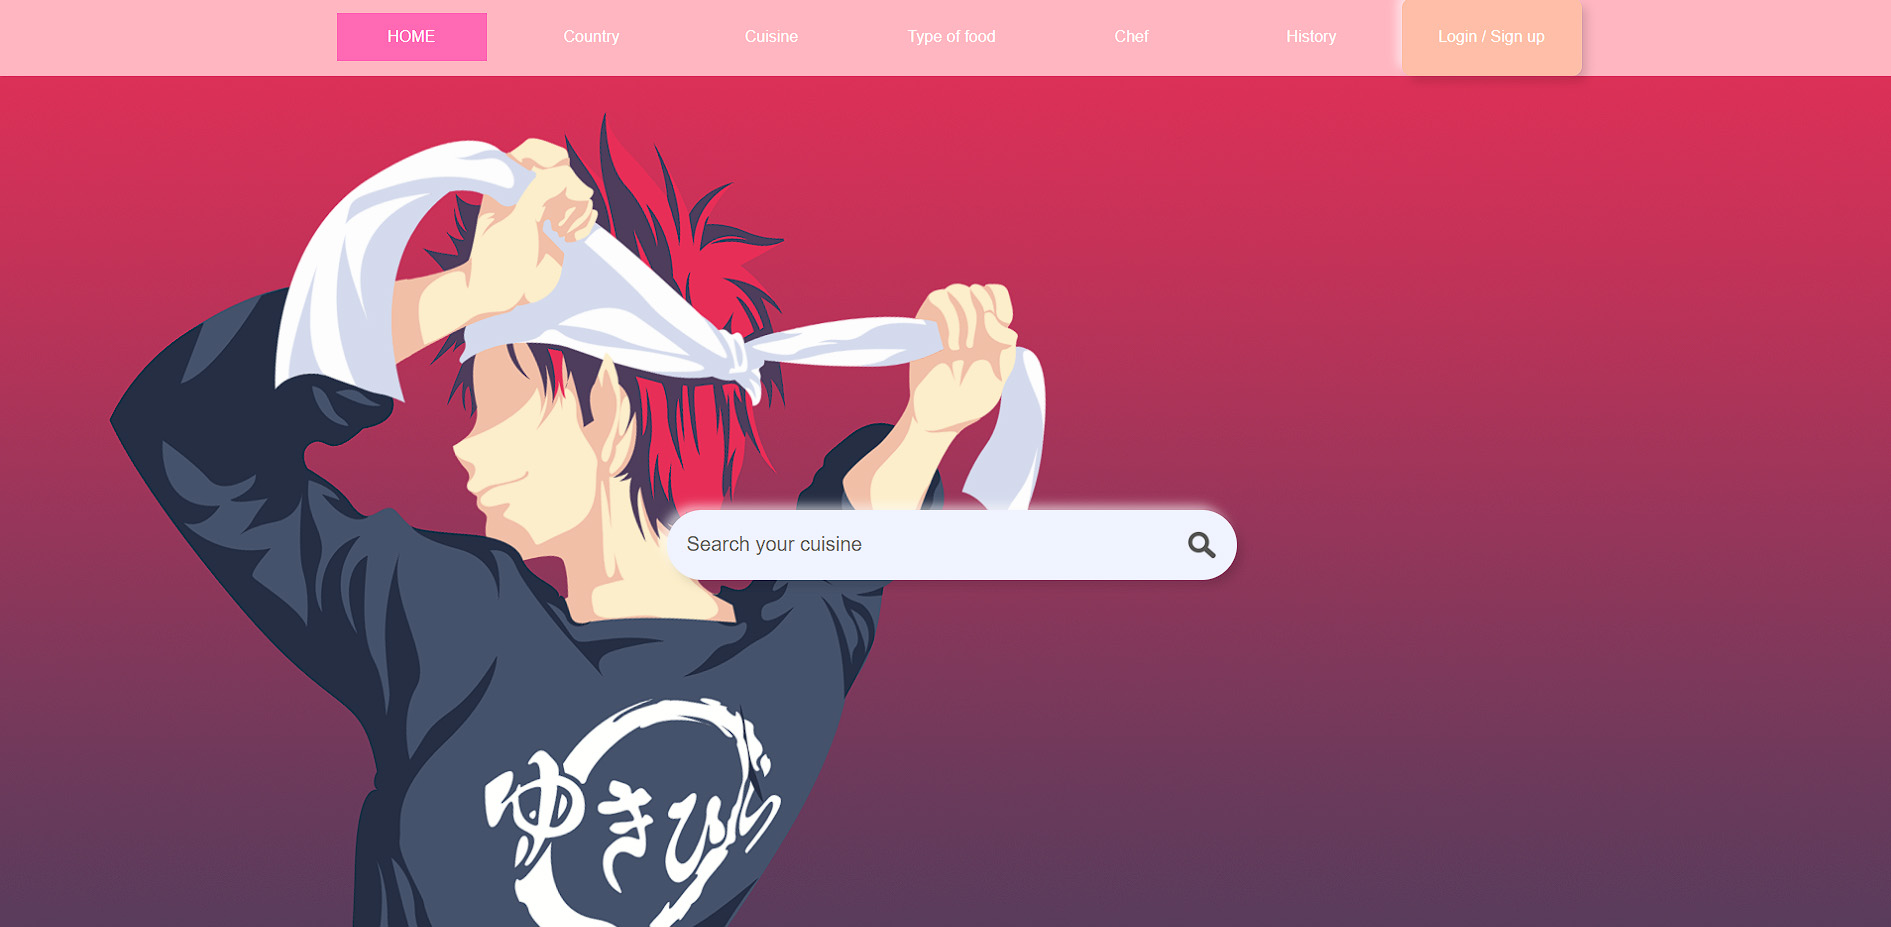 HOME Country Cuisine Type of food Chef History Login / Sign up
Search your cuisine
ゆきひら